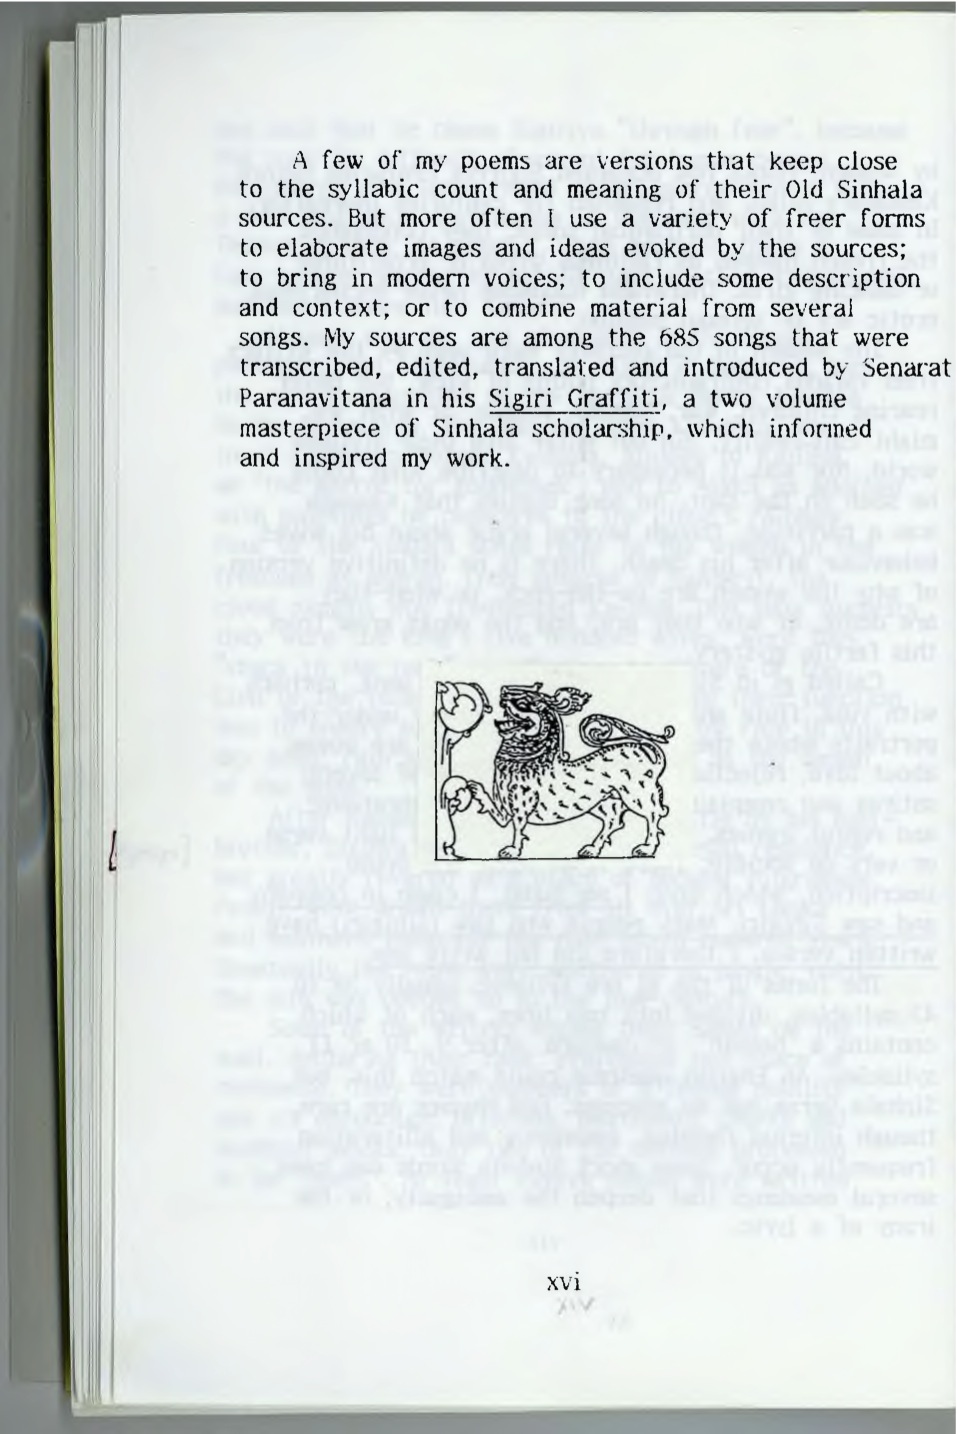 A few of my poems are versions that keep close
to the syllabic count and meaning of their Old Sinhala
sources. But more often I use a variety of freer forms
to elaborate images and ideas evoked by the sources;
to bring in modern voices; to include some description
and context; or to combine material from several
songs. My sources are among the 685 songs that were
transcribed, edited, translated and introduced by Senarat
Paranavitana in his Sigiri Graffiti, a two volume
masterpiece of Sinhala scholarship, which informed
and inspired my work.
xvi
xiv